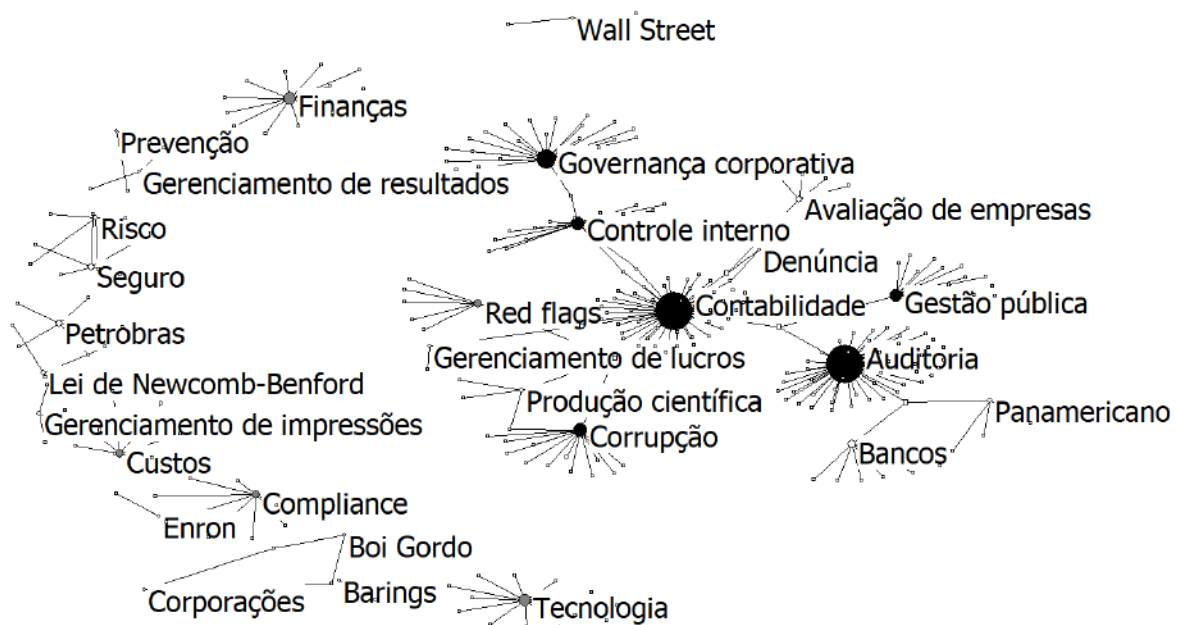 Wall Street
Finanças
Prevenção
Governança corporativa
Gerenciamento de resultados
Avaliação de empresas
Risco
Controle interno
Denúncia
Seguro
Contabilidade
Gestão pública
Red flags
Petrobras
Gerenciamento de lucros
Auditoria
Lei de Newcomb-Benford
Produção científica
Panamericano
Gerenciamento de impressões
Corrupção
Bancos
Custos
Compliance
Enron
Boi Gordo
Barings
Corporações
Tecnologia